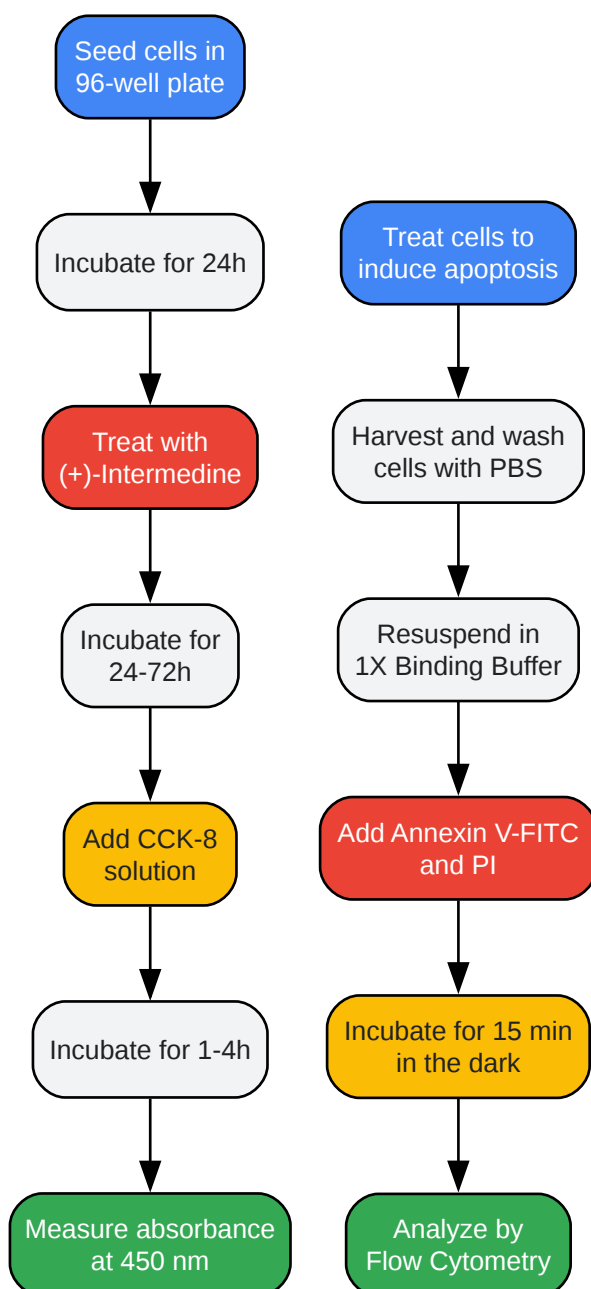 Seed cells in
96-well plate
Incubate for 24h
Treat with
(+)-Intermedine
Incubate for
24-72h
Add CCK-8
solution
Incubate for 1-4h
Measure absorbance
at 450 nm
Treat cells to
induce apoptosis
Harvest and wash
cells with PBS
Resuspend in
1X Binding Buffer
Add Annexin V-FITC
and PI
Incubate for 15 min
in the dark
Analyze by
Flow Cytometry